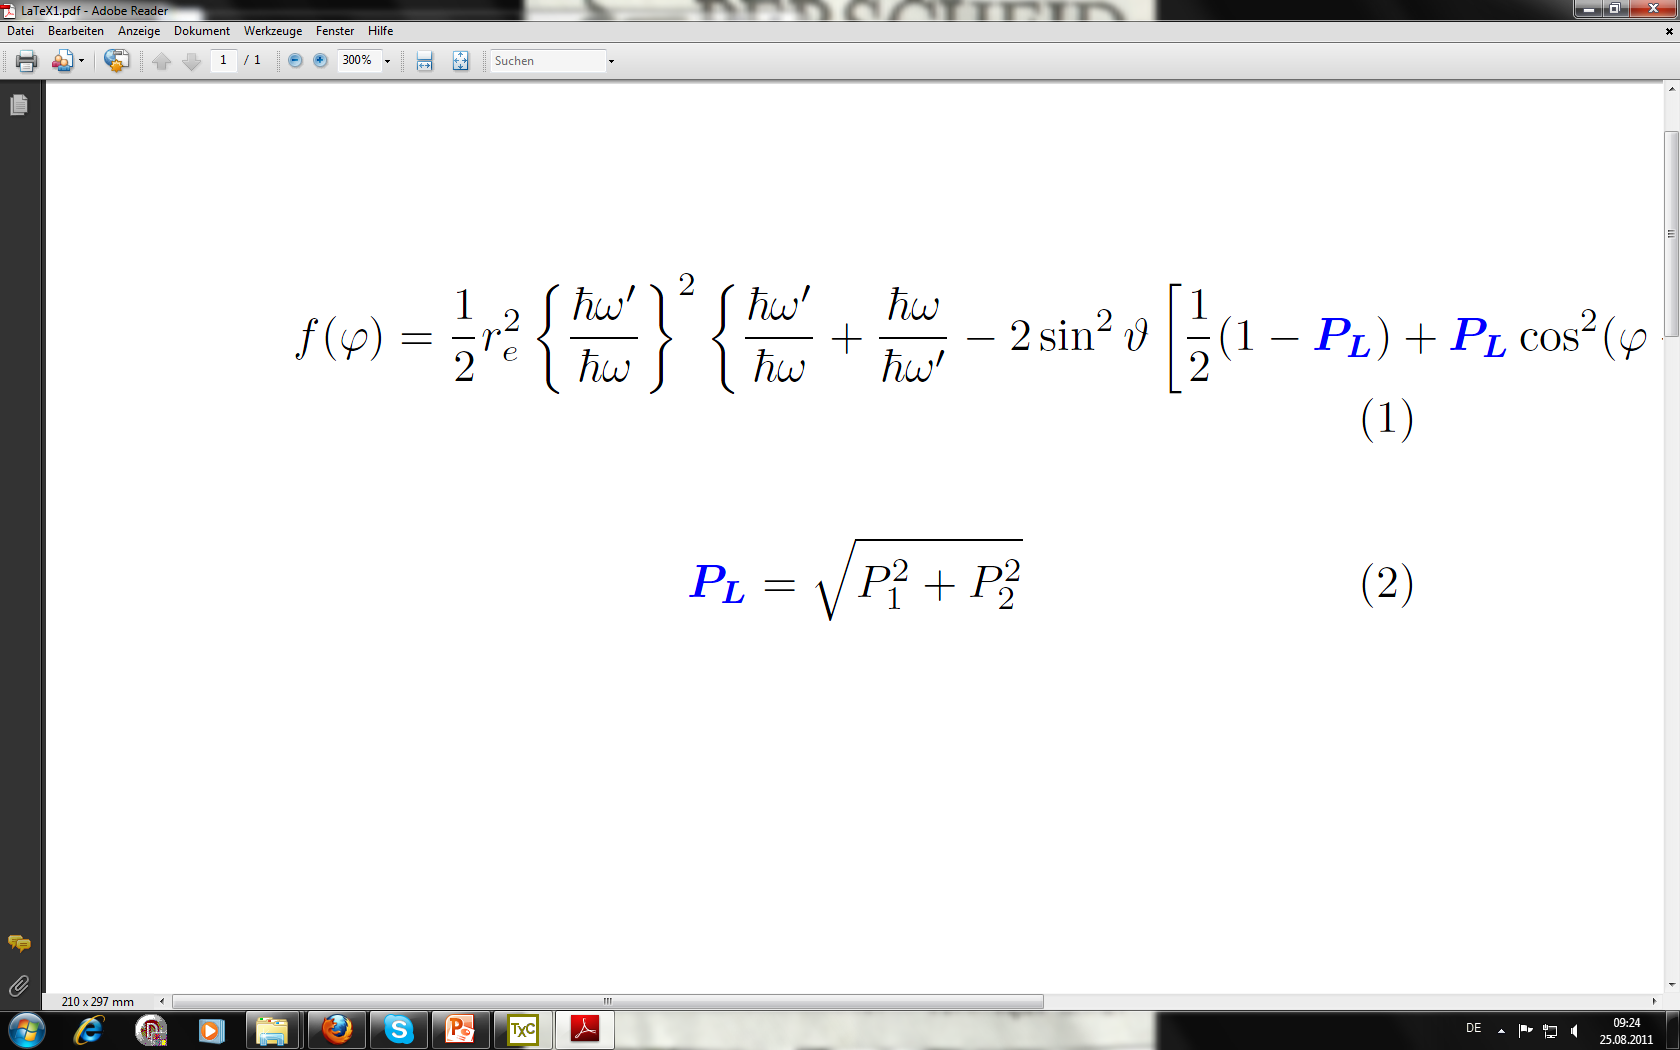 LaTeX1.pdf - Adobe Reader
Datei Bearbeiten Anzeige Dokument Werkzeuge Fenster Hilfe
1 / 1 300% Suchen
f(φ) = 1/2 r_e^2 {ħω′/ħω}^2 {ħω′/ħω + ħω/ħω′ − 2 sin^2 ϑ [1/2 (1 − P_L) + P_L cos^2(φ
(1)
P_L = √(P_1^2 + P_2^2) (2)
210 x 297 mm
TXC
DE
09:24
25.08.2011